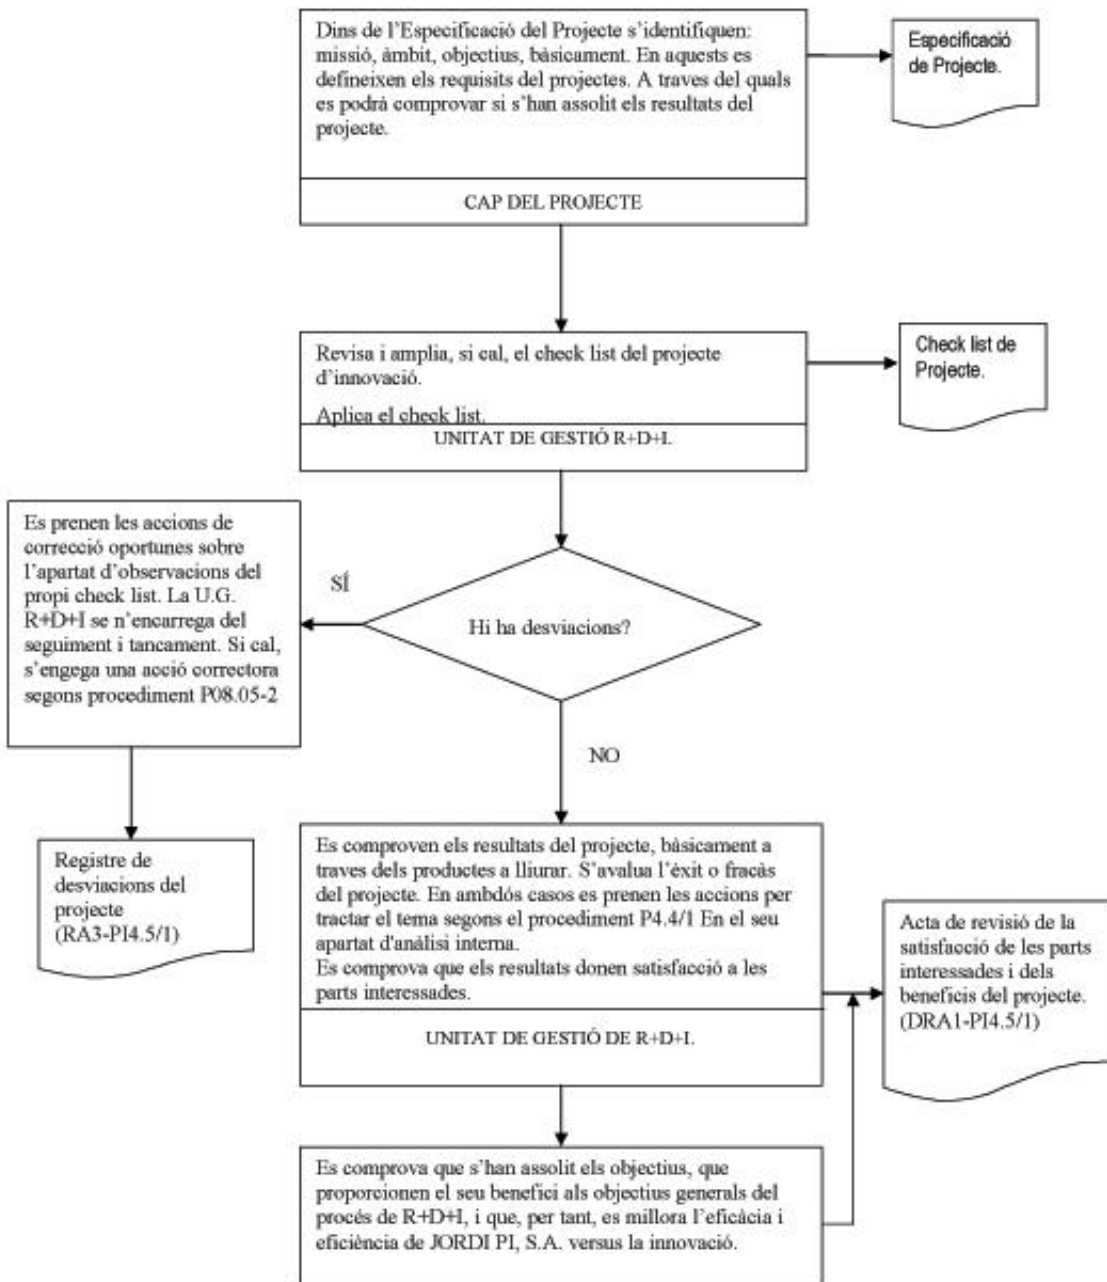 Dins de l’Especificació del Projecte s’identifiquen:
missió, àmbit, objectius, bàsicament. En aquests es
defineixen els requisits del projectes. A traves del quals
es podrà comprovar si s’han assolit els resultats del
projecte.
CAP DEL PROJECTE
Especificació
de Projecte.
Revisa i amplia, si cal, el check list del projecte
d’innovació.
Aplica el check list.
UNITAT DE GESTIÓ R+D+I.
Check list de
Projecte.
Hi ha desviacions?
SÍ
Es prenen les accions de
correcció oportunes sobre
l’apartat d’observacions del
propi check list. La U.G.
R+D+I se n’encarrega del
seguiment i tancament. Si cal,
s’engega una acció correctora
segons procediment P08.05-2
Registre de
desviacions del
projecte
(RA3-PI4.5/1)
NO
Es comproven els resultats del projecte, bàsicament a
traves dels productes a lliurar. S’avalua l’èxit o fracàs
del projecte. En ambdós casos es prenen les accions per
tractar el tema segons el procediment P4.4/1 En el seu
apartat d'anàlisi interna.
Es comprova que els resultats donen satisfacció a les
parts interessades.
UNITAT DE GESTIÓ DE R+D+I.
Acta de revisió de la
satisfacció de les parts
interessades i dels
beneficis del projecte.
(DRA1-PI4.5/1)
Es comprova que s’han assolit els objectius, que
proporcionen el seu benefici als objectius generals del
procés de R+D+I, i que, per tant, es millora l’eficàcia i
eficiència de JORDI PI, S.A. versus la innovació.